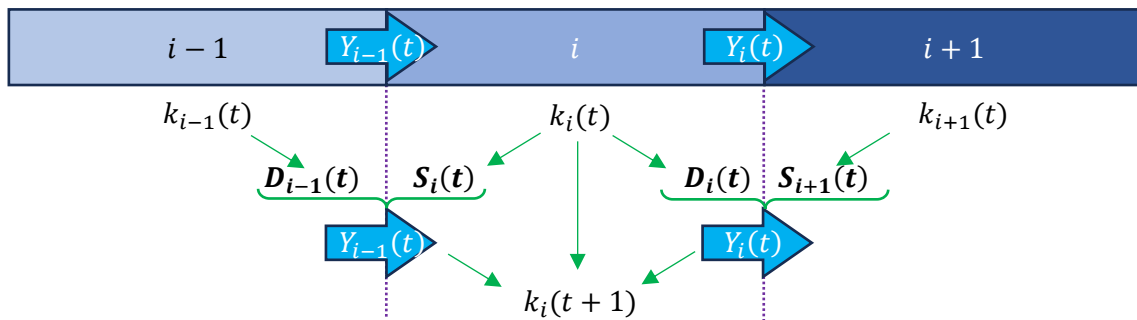 i − 1 Y_{i−1}(t) i Y_i(t) i + 1
k_{i−1}(t) k_i(t) k_{i+1}(t)
D_{i−1}(t) S_i(t) D_i(t) S_{i+1}(t)
Y_{i−1}(t) Y_i(t)
k_i(t + 1)